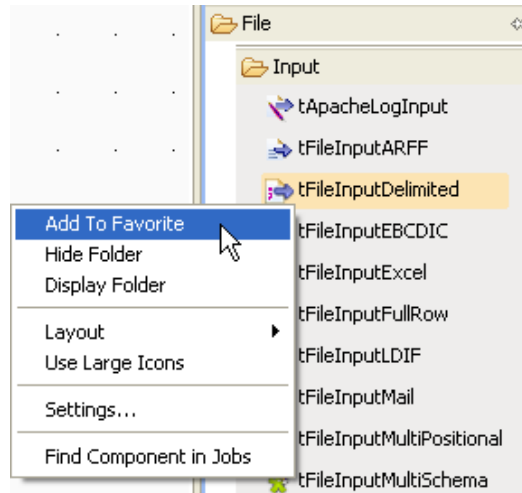 File
Input
tApacheLogInput
tFileInputARFF
tFileInputDelimited
Add To Favorite
tFileInputEBCDIC
Hide Folder
tFileInputExcel
Display Folder
tFileInputFullRow
Layout
tFileInputLDIF
Use Large Icons
tFileInputMail
Settings...
tFileInputMultiPositional
Find Component in Jobs
tFileInputMultiSchema